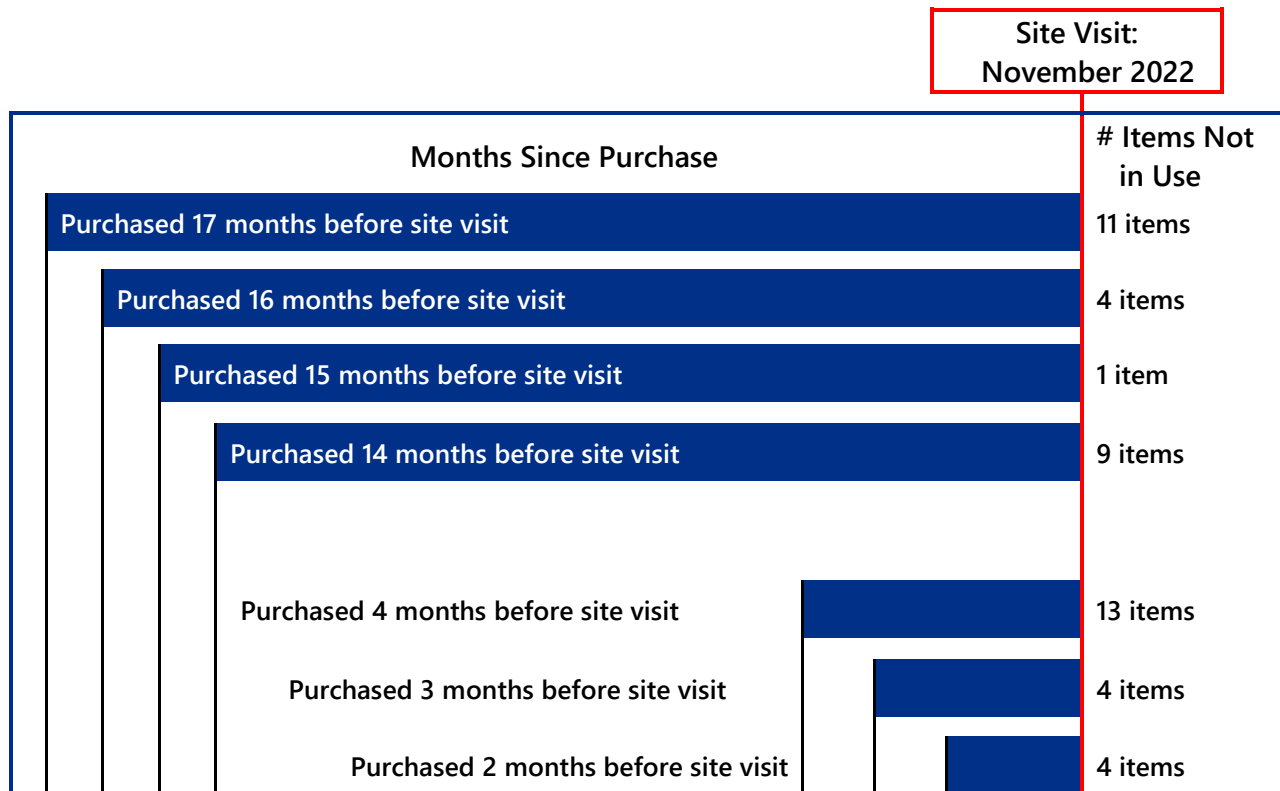 Site Visit:
November 2022
Months Since Purchase
# Items Not
in Use
Purchased 17 months before site visit
11 items
Purchased 16 months before site visit
4 items
Purchased 15 months before site visit
1 item
Purchased 14 months before site visit
9 items
Purchased 4 months before site visit
13 items
Purchased 3 months before site visit
4 items
Purchased 2 months before site visit
4 items